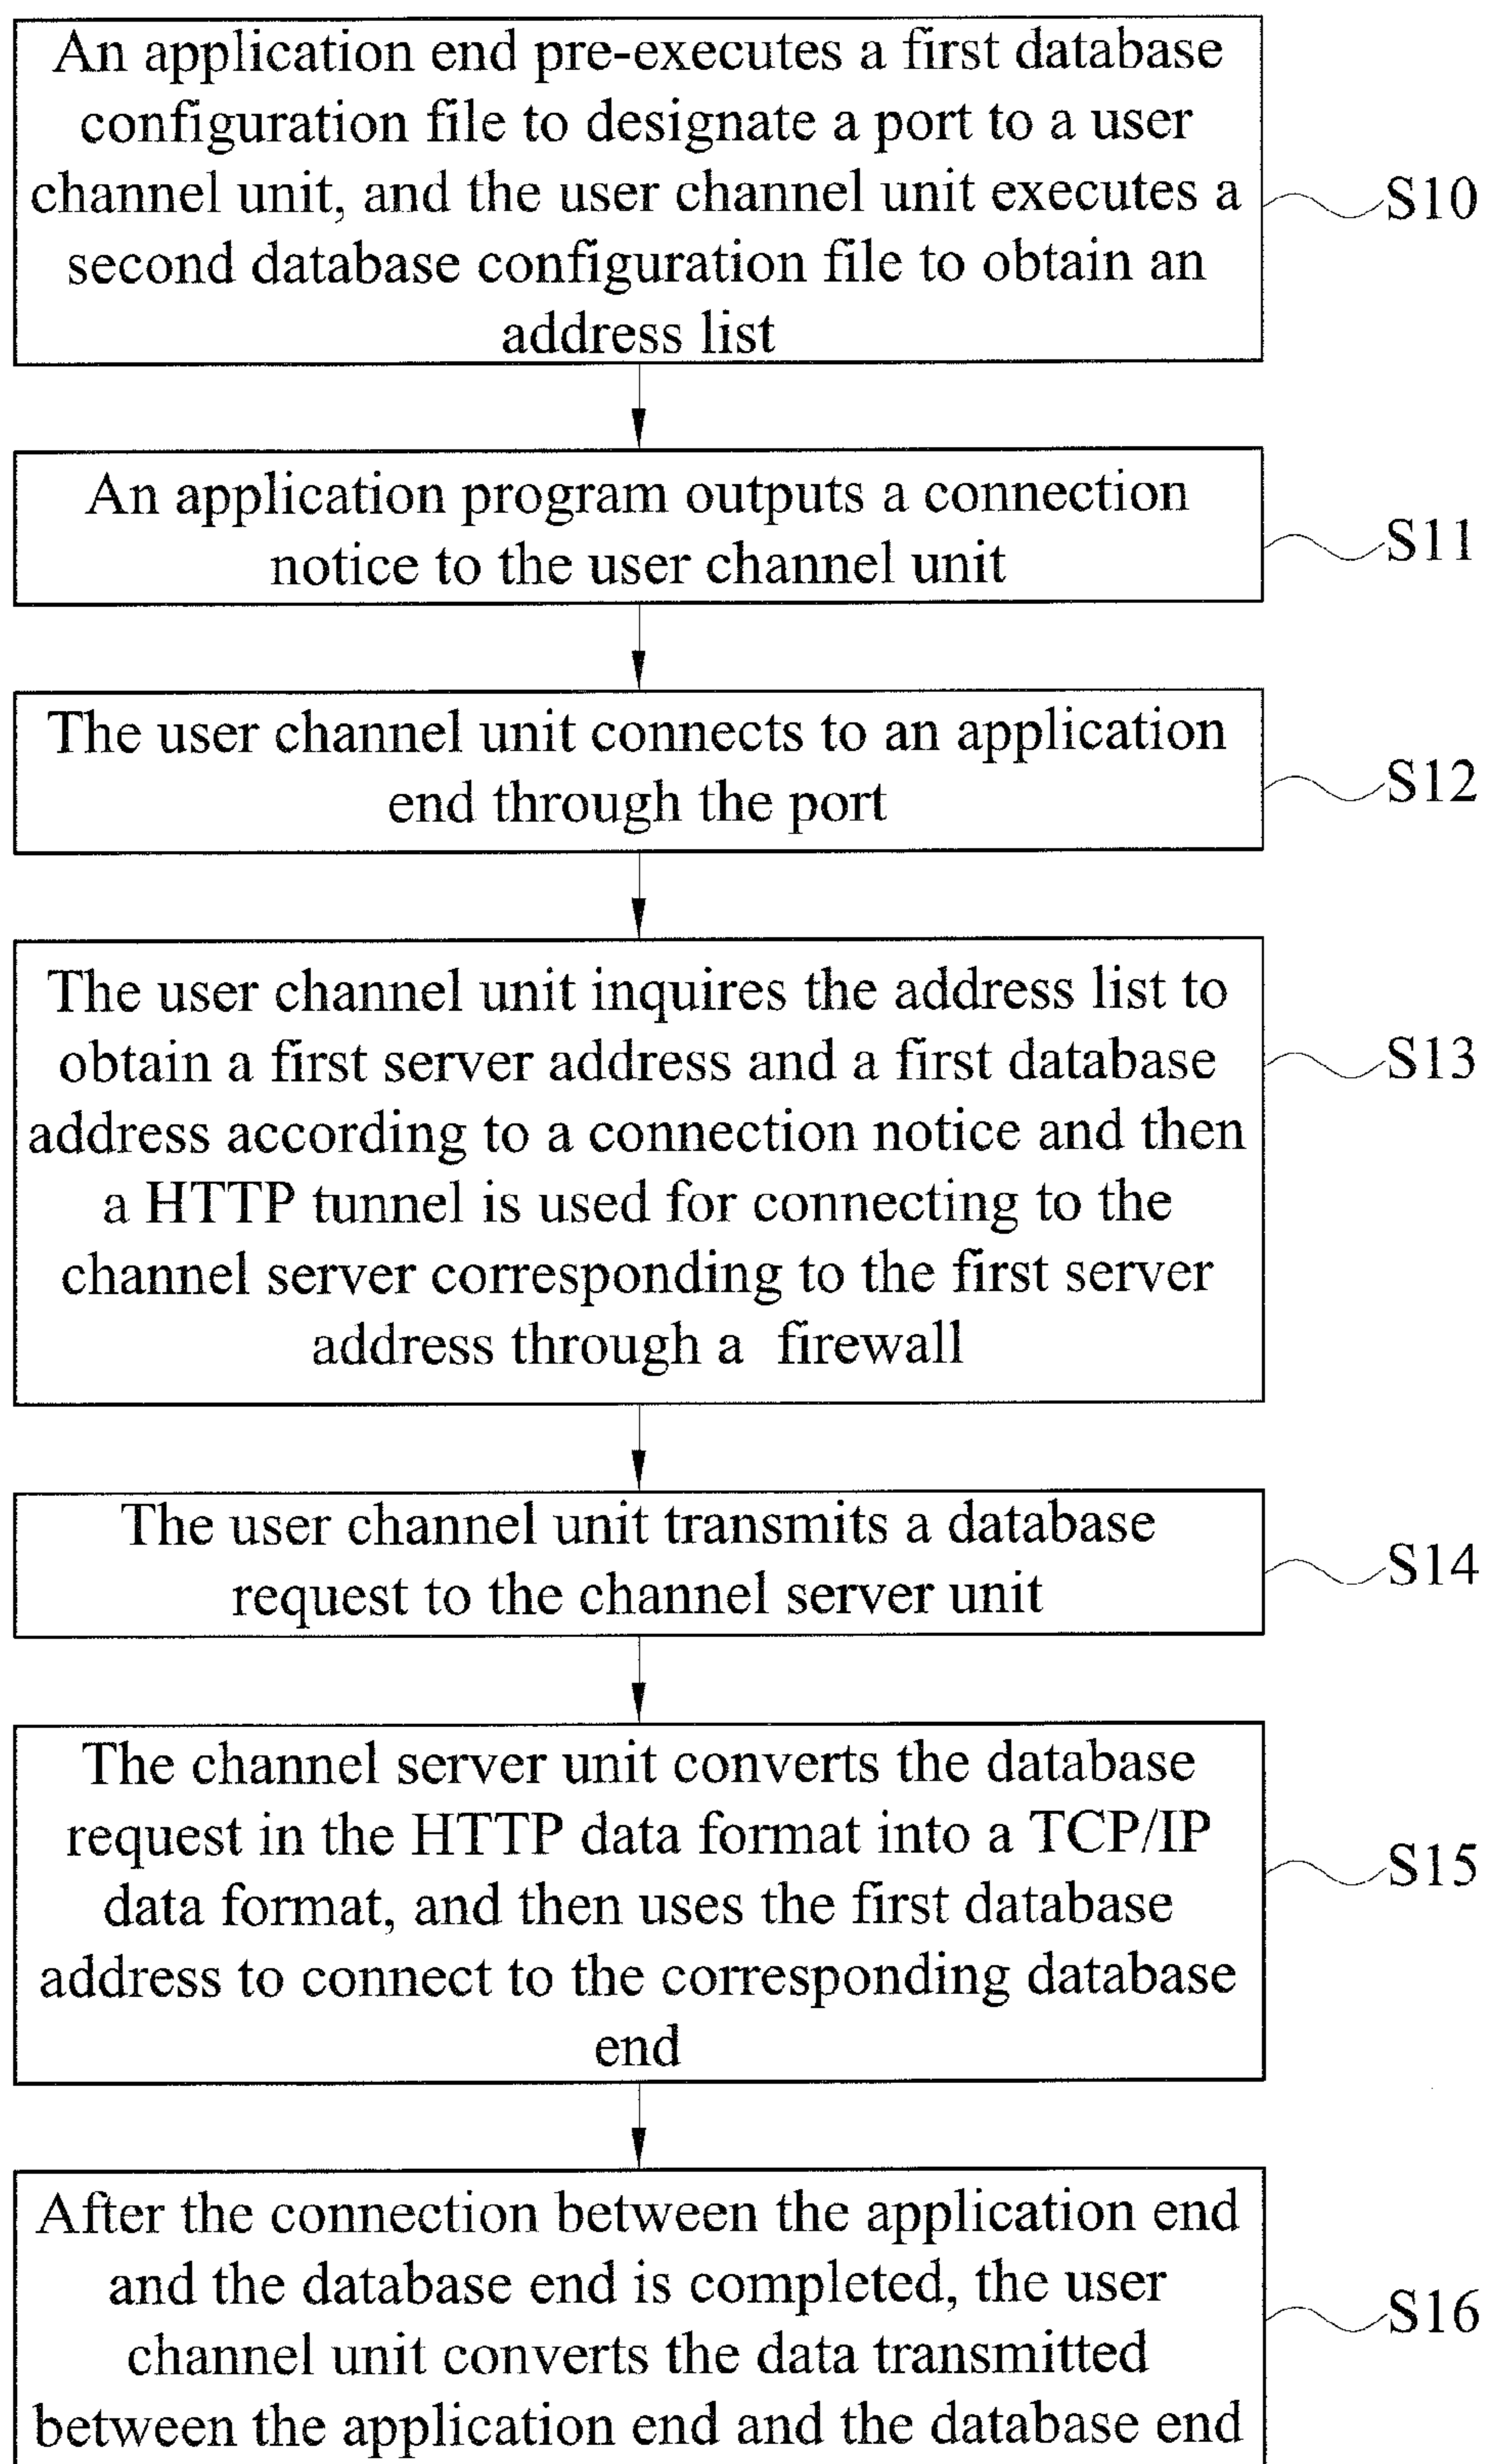 An application end pre-executes a first database
configuration file to designate a port to a user
channel unit, and the user channel unit executes a
second database configuration file to obtain an
address list
S10
An application program outputs a connection
notice to the user channel unit
S11
The user channel unit connects to an application
end through the port
S12
The user channel unit inquires the address list to
obtain a first server address and a first database
address according to a connection notice and then
a HTTP tunnel is used for connecting to the
channel server corresponding to the first server
address through a firewall
S13
The user channel unit transmits a database
request to the channel server unit
S14
The channel server unit converts the database
request in the HTTP data format into a TCP/IP
data format, and then uses the first database
address to connect to the corresponding database
end
S15
After the connection between the application end
and the database end is completed, the user
channel unit converts the data transmitted
between the application end and the database end
S16